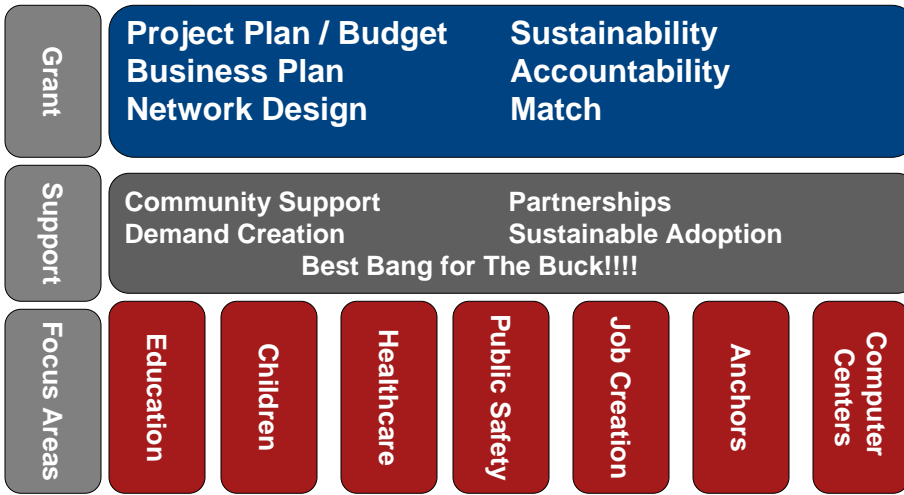 Grant
Project Plan / Budget
Business Plan
Network Design
Sustainability
Accountability
Match
Support
Community Support
Demand Creation
Partnerships
Sustainable Adoption
Best Bang for The Buck!!!!
Focus Areas
Education
Children
Healthcare
Public Safety
Job Creation
Anchors
Computer
Centers